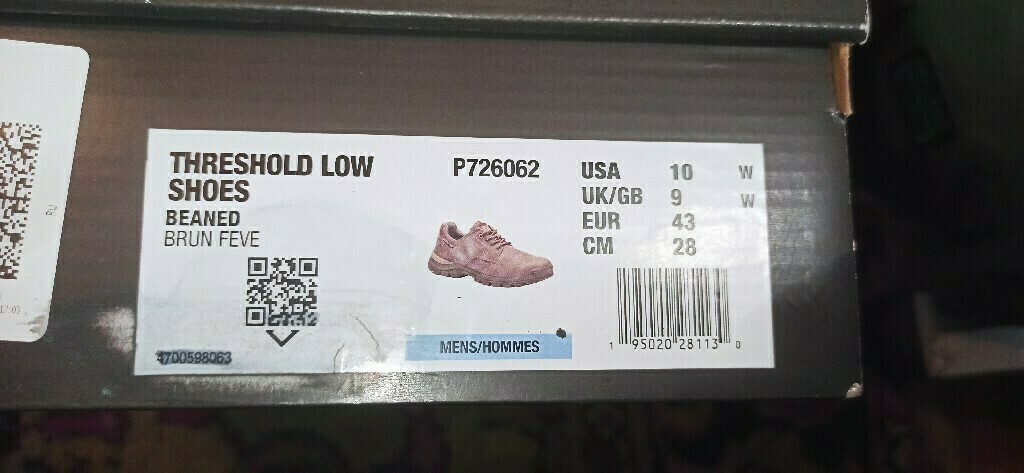 THRESHOLD LOW
SHOES
BEANED
BRUN FEVE
4700598063
P726062
MENS/HOMMES
USA 10 W
UK/GB 9 W
EUR 43
CM 28
1 95020 28113 0
RU